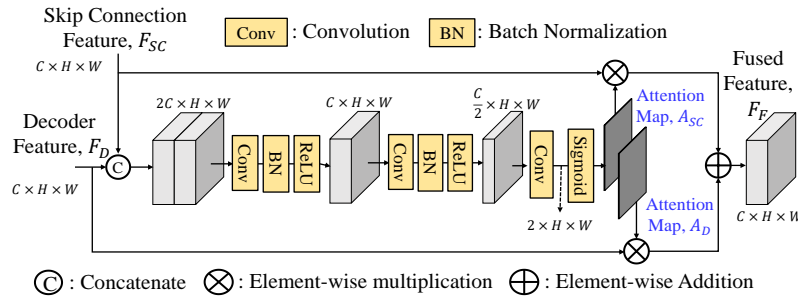 Skip Connection
Feature, F_SC
C × H × W
Conv : Convolution
BN : Batch Normalization
Fused
Feature,
F_F
2C × H × W
C × H × W
C/2 × H × W
Attention
Map, A_SC
Decoder
Feature, F_D
C × H × W
C
Conv
BN
ReLU
Conv
BN
ReLU
Conv
Sigmoid
2 × H × W
Attention
Map, A_D
C × H × W
C : Concatenate
: Element-wise multiplication
: Element-wise Addition